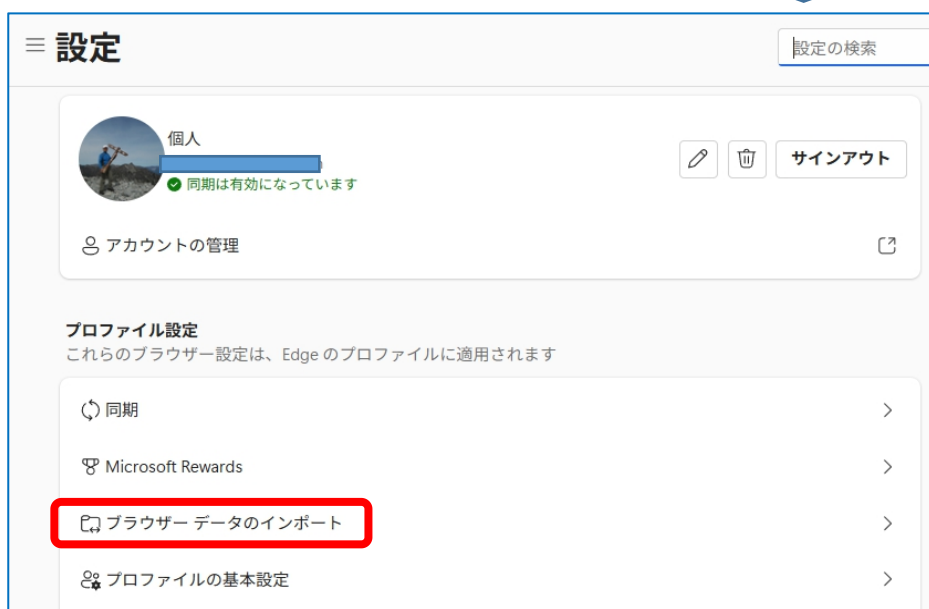 設定
設定の検索
個人
同期は有効になっています
サインアウト
アカウントの管理
プロファイル設定
これらのブラウザー設定は、Edge のプロファイルに適用されます
同期
Microsoft Rewards
ブラウザー データのインポート
プロファイルの基本設定